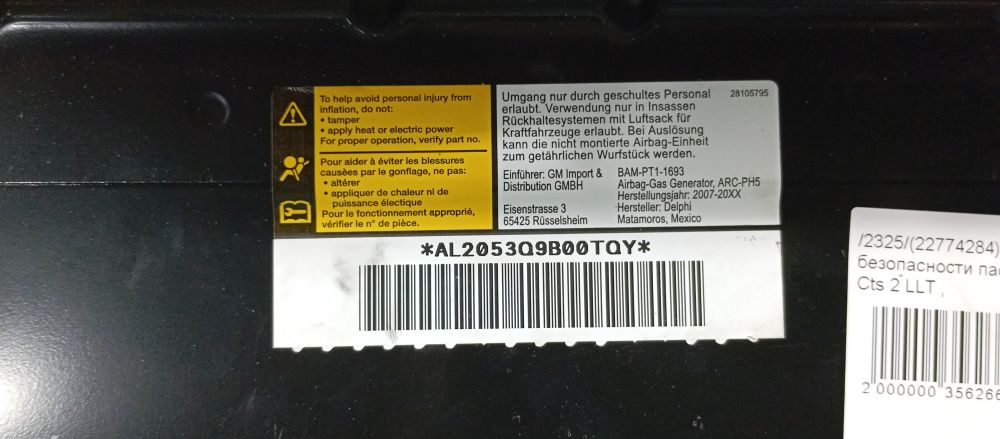 To help avoid personal injury from
inflation, do not:
• tamper
• apply heat or electric power
For proper operation, verify part no.
Pour aider à éviter les blessures
causées par le gonflage, ne pas:
• altérer
• appliquer de chaleur ni de
puissance électrique
Pour le fonctionnement approprié,
vérifier le n° de pièce.
Umgang nur durch geschultes Personal
erlaubt. Verwendung nur in Insassen
Rückhaltesystemen mit Luftsack für
Kraftfahrzeuge erlaubt. Bei Auslösung
kann die nicht montierte Airbag-Einheit
zum getährlichen Wurfstück werden.
28105795
Einführer: GM Import &
Distribution GMBH
Eisenstrasse 3
65425 Rüsselsheim
BAM-PT1-1693
Airbag-Gas Generator, ARC-PH5
Herstellungsjahr: 2007-20XX
Hersteller: Delphi
Matamoros, Mexico
*AL2053Q9B00TQY*
/2325/(22774284)
безопасности пас
Cts 2 LLT ,
2 000000 356266